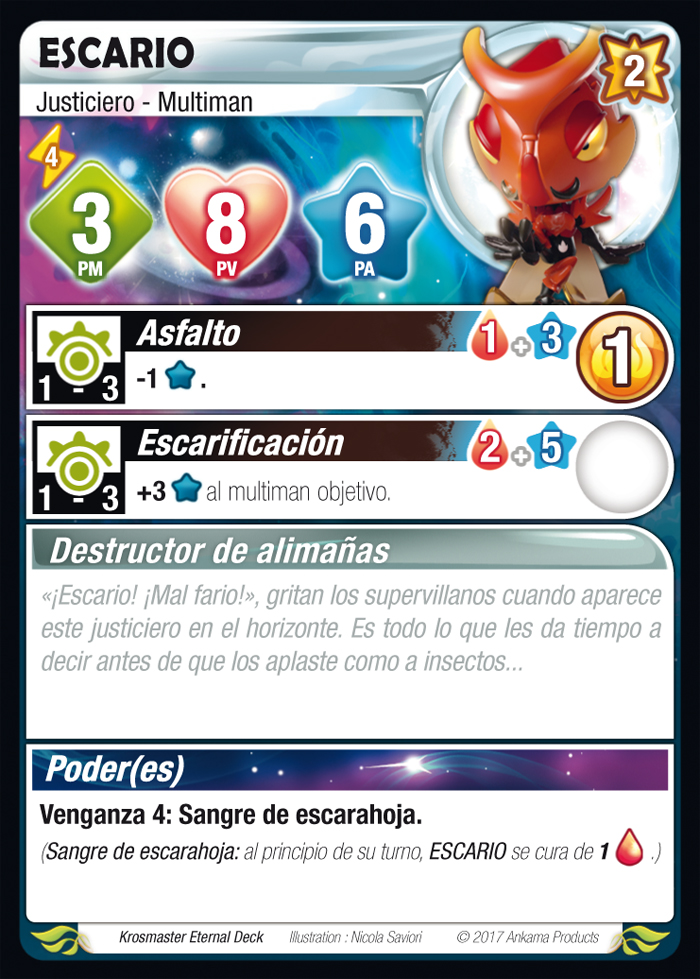 ESCARIO
2
Justiciero - Multiman
4
3 8 6
PM PV PA
Asfalto 1 + 3 1
1 - 3 -1 .
Escarificación 2 + 5
1 - 3 +3 al multiman objetivo.
Destructor de alimañas
«¡Escario! ¡Mal fario!», gritan los supervillanos cuando aparece
este justiciero en el horizonte. Es todo lo que les da tiempo a
decir antes de que los aplaste como a insectos...
Poder(es)
Venganza 4: Sangre de escarahoja.
(Sangre de escarahoja: al principio de su turno, ESCARIO se cura de 1 .)
Krosmaster Eternal Deck Illustration : Nicola Saviori © 2017 Ankama Products